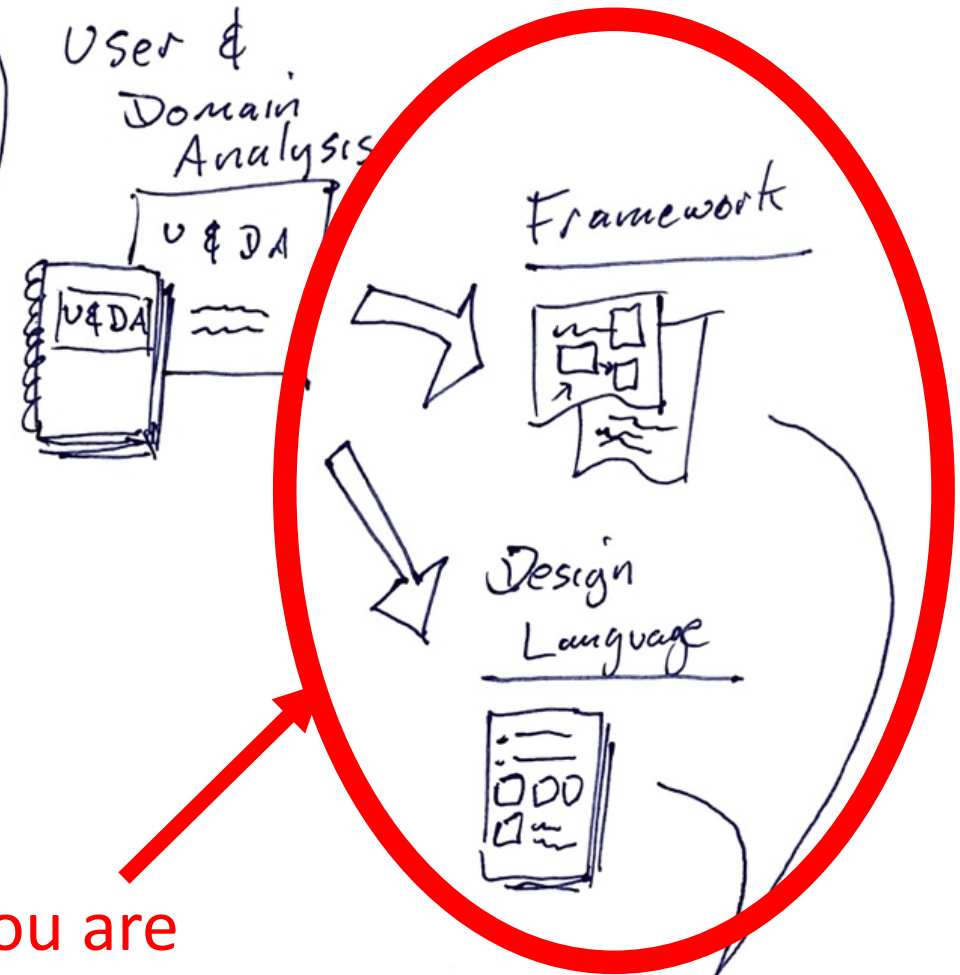 User &
Domain
Analysis
U & DA
U & DA
Framework
Design
Language
ou are